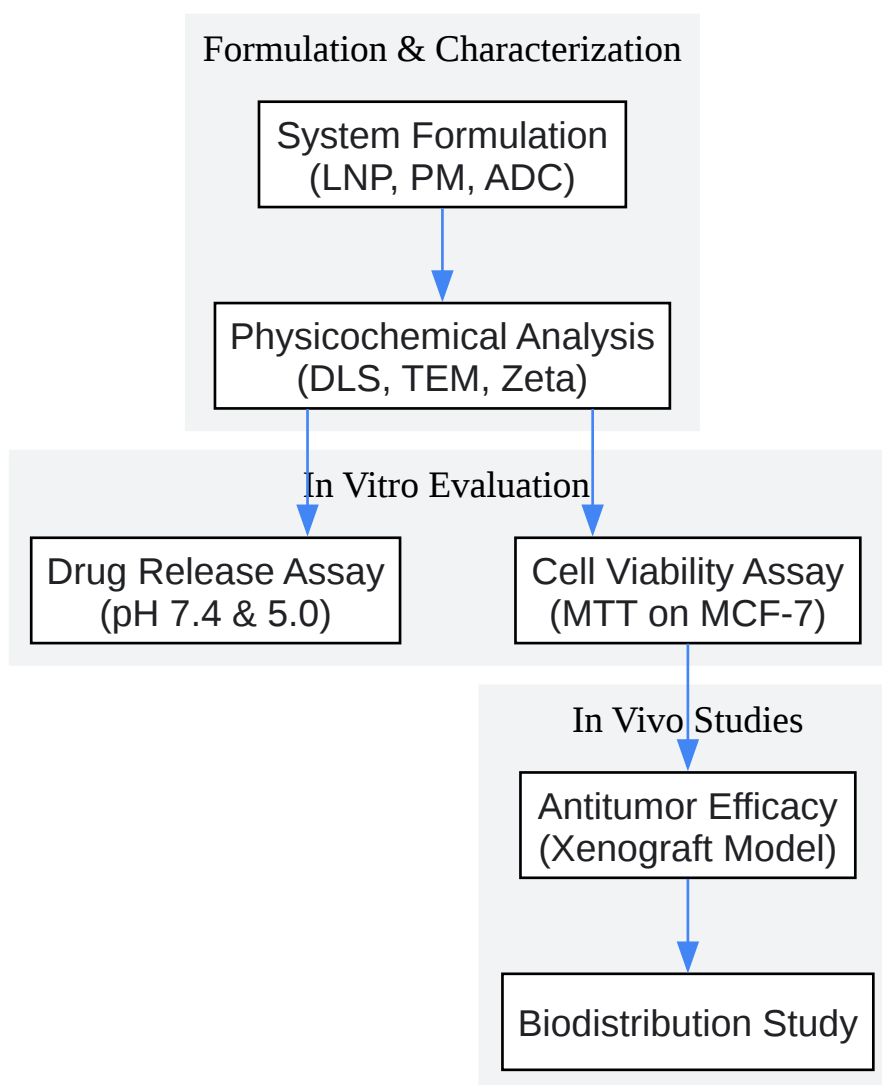 Formulation & Characterization
System Formulation
(LNP, PM, ADC)
Physicochemical Analysis
(DLS, TEM, Zeta)
In Vitro Evaluation
Drug Release Assay
(pH 7.4 & 5.0)
Cell Viability Assay
(MTT on MCF-7)
In Vivo Studies
Antitumor Efficacy
(Xenograft Model)
Biodistribution Study